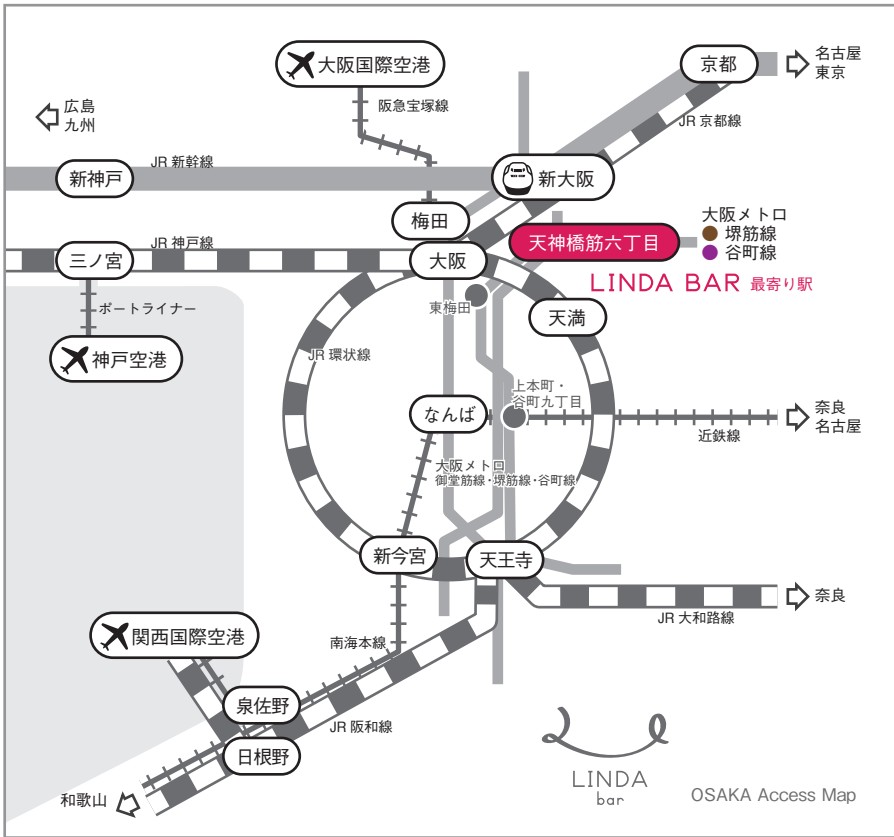 大阪国際空港
京都
名古屋
東京
阪急宝塚線
広島
九州
JR 京都線
JR 新幹線
新神戸
新大阪
梅田
大阪メトロ
堺筋線
谷町線
天神橋筋六丁目
JR 神戸線
三ノ宮
大阪
LINDA BAR 最寄り駅
東梅田
ポートライナー
天満
神戸空港
JR 環状線
上本町・
谷町九丁目
なんば
奈良
名古屋
近鉄線
大阪メトロ
御堂筋線・堺筋線・谷町線
新今宮
天王寺
奈良
JR 大和路線
関西国際空港
南海本線
泉佐野
JR 阪和線
日根野
和歌山
LINDA
bar
OSAKA Access Map